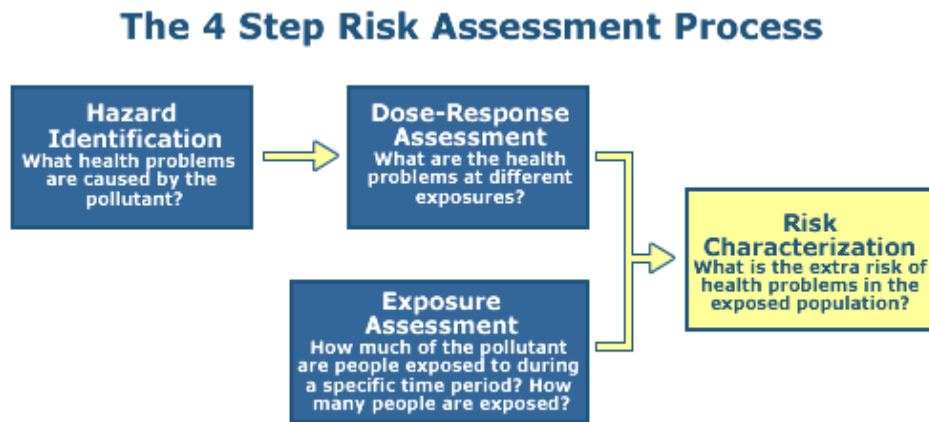 The 4 Step Risk Assessment Process
Hazard
Identification
What health problems
are caused by the
pollutant?
Dose-Response
Assessment
What are the health
problems at different
exposures?
Exposure
Assessment
How much of the pollutant
are people exposed to during
a specific time period? How
many people are exposed?
Risk
Characterization
What is the extra risk of
health problems in the
exposed population?